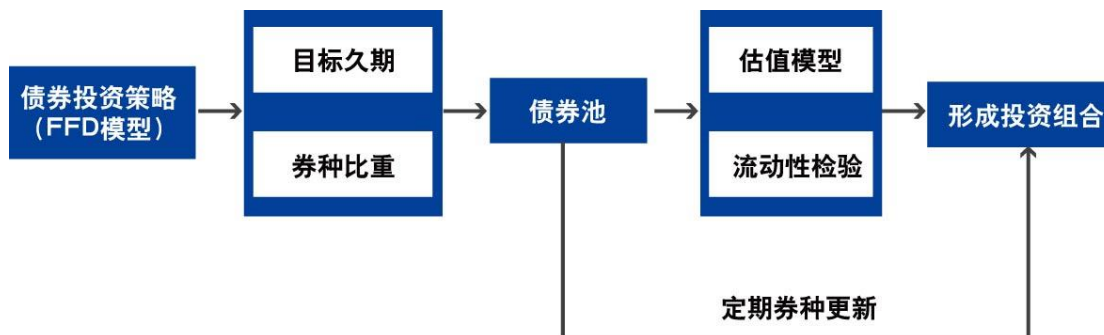 债券投资策略
（FFD模型）
目标久期
券种比重
债券池
估值模型
流动性检验
形成投资组合
定期券种更新